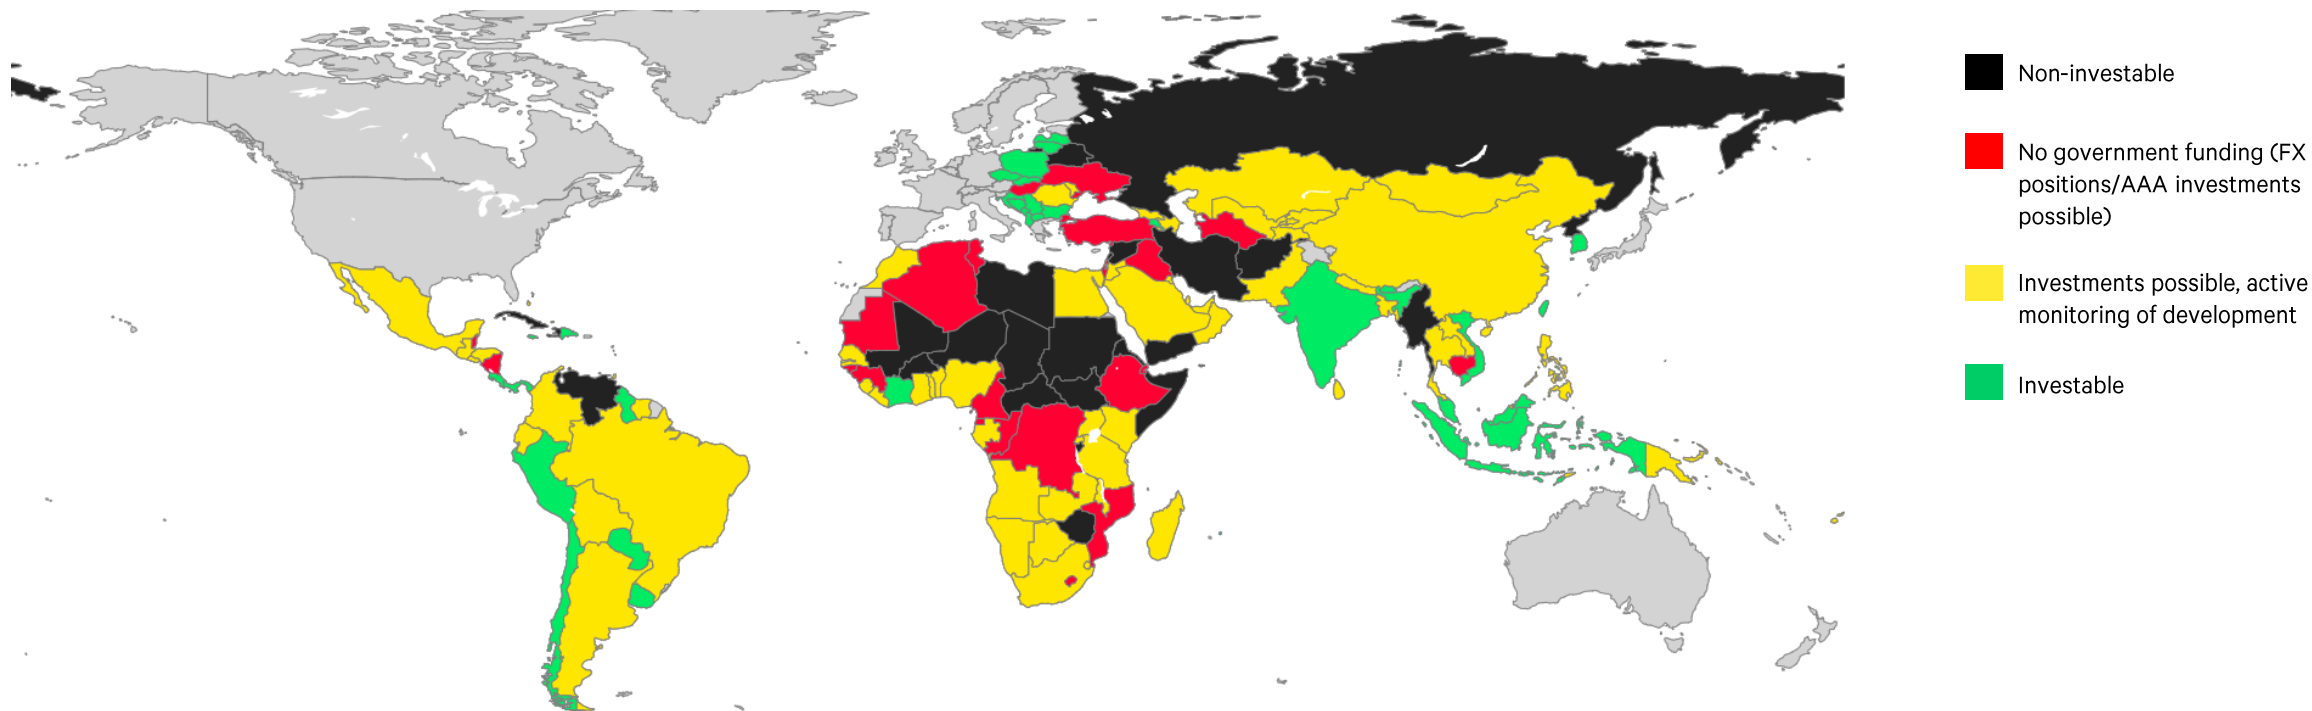 Non-investable
No government funding (FX
positions/AAA investments
possible)
Investments possible, active
monitoring of development
Investable